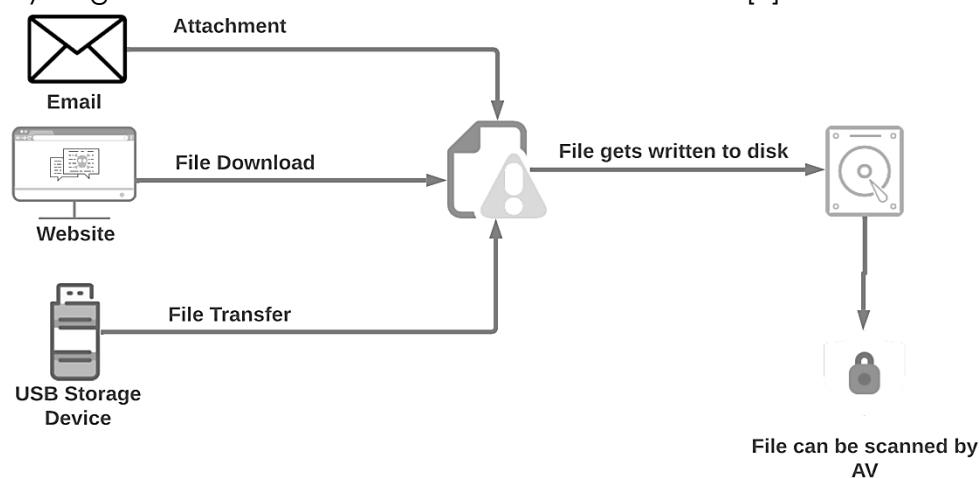 Attachment
Email
File Download
File gets written to disk
Website
File Transfer
USB Storage
Device
File can be scanned by
AV